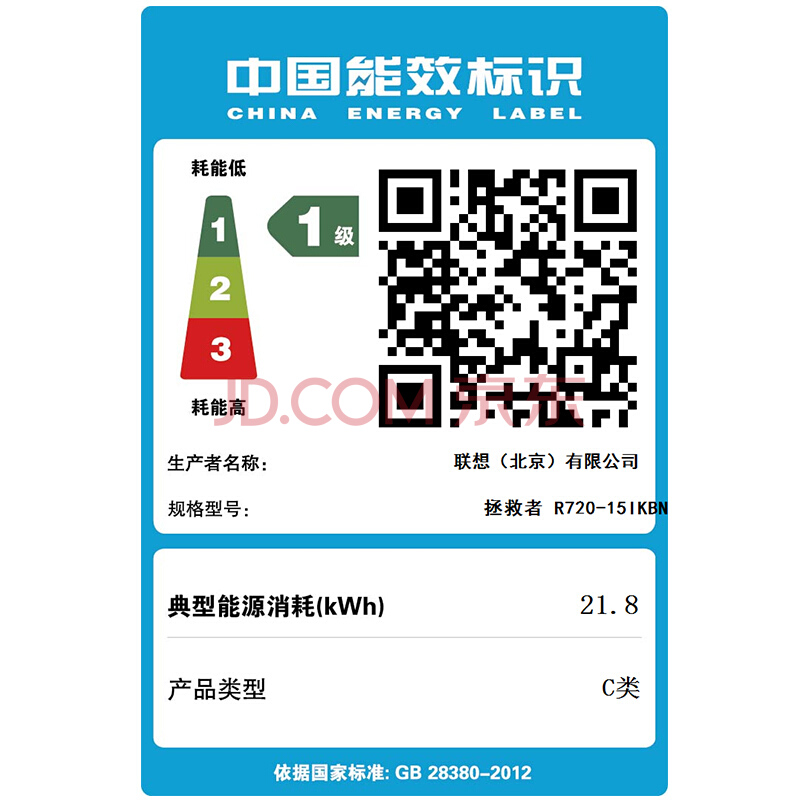 中国能效标识
CHINA ENERGY LABEL
耗能低
1
1级
2
3
耗能高
JD.COM 京东
生产者名称: 联想（北京）有限公司
规格型号: 拯救者 R720-15IKBN
典型能源消耗(kWh) 21.8
产品类型 C类
依据国家标准: GB 28380-2012